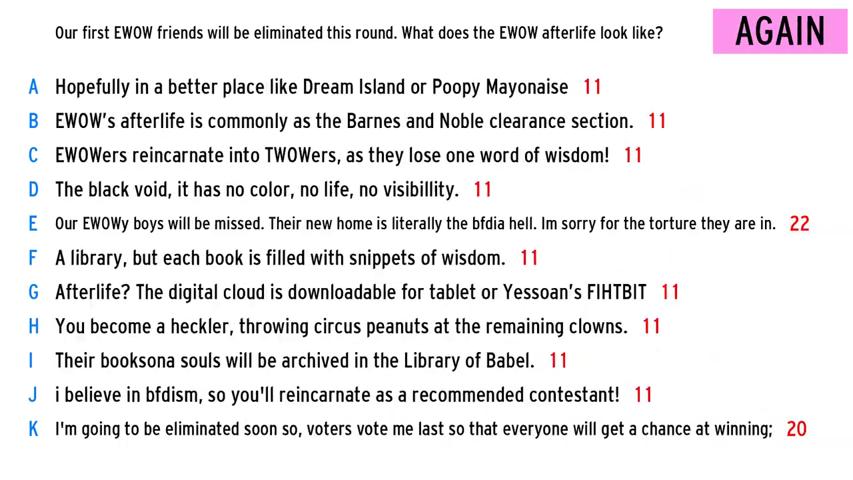 Our first EWOW friends will be eliminated this round. What does the EWOW afterlife look like?
AGAIN
A Hopefully in a better place like Dream Island or Poopy Mayonaise 11
B EWOW's afterlife is commonly as the Barnes and Noble clearance section. 11
C EWOWers reincarnate into TWOWers, as they lose one word of wisdom! 11
D The black void, it has no color, no life, no visibillity. 11
E Our EWOWy boys will be missed. Their new home is literally the bfdia hell. Im sorry for the torture they are in. 22
F A library, but each book is filled with snippets of wisdom. 11
G Afterlife? The digital cloud is downloadable for tablet or Yessoan's FIHTBIT 11
H You become a heckler, throwing circus peanuts at the remaining clowns. 11
I Their booksona souls will be archived in the Library of Babel. 11
J i believe in bfdism, so you'll reincarnate as a recommended contestant! 11
K I'm going to be eliminated soon so, voters vote me last so that everyone will get a chance at winning; 20